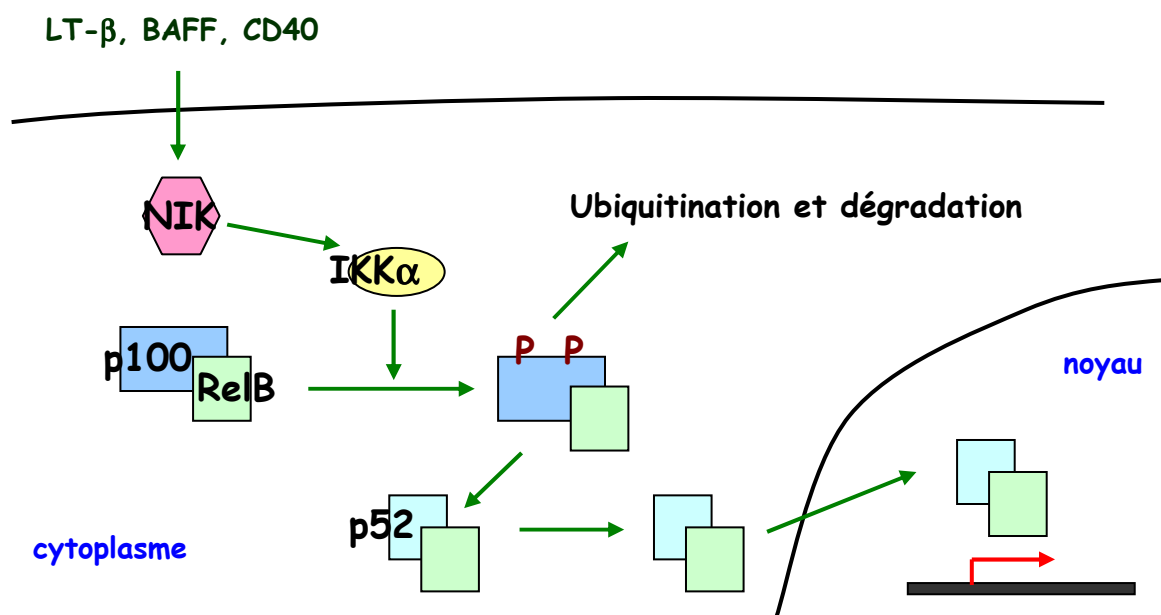 LT-β, BAFF, CD40
NIK
Ubiquitination et dégradation
IKKα
P P
p100
RelB
noyau
p52
cytoplasme